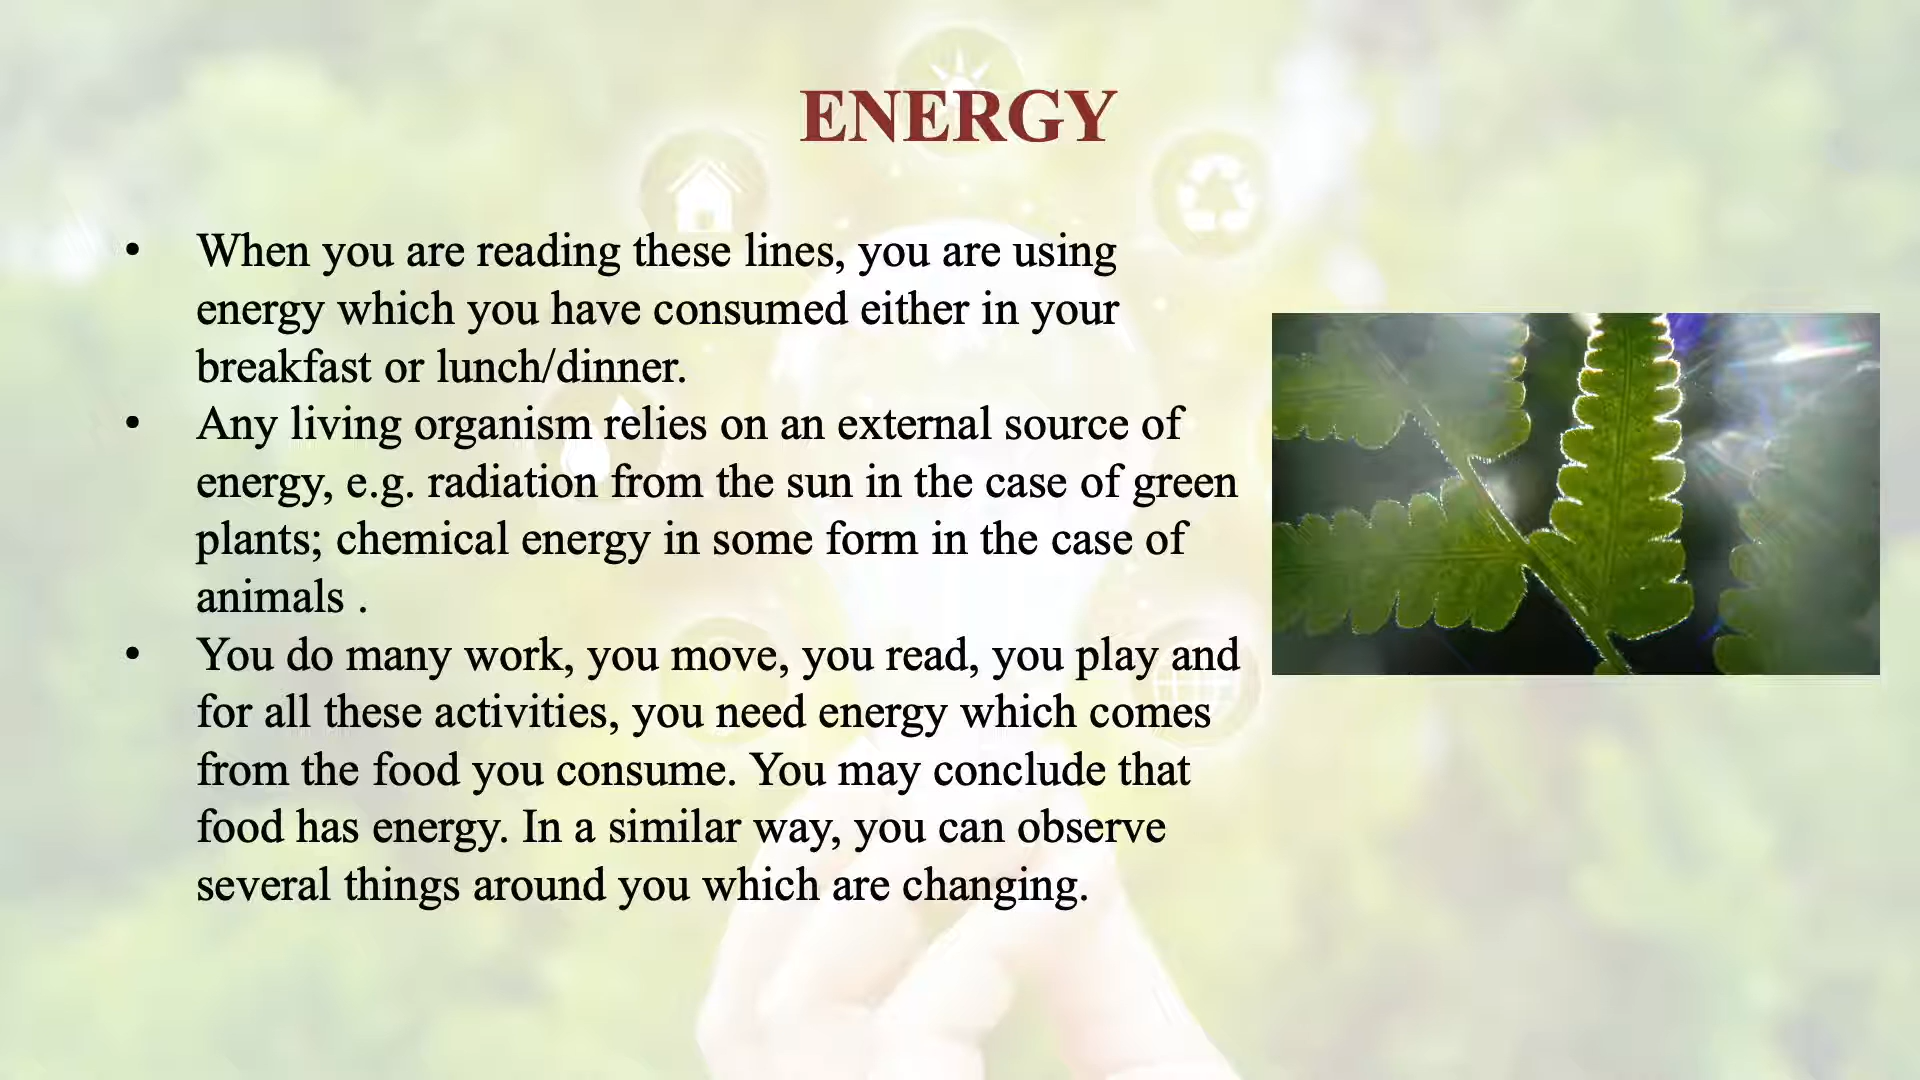 ENERGY
• When you are reading these lines, you are using
energy which you have consumed either in your
breakfast or lunch/dinner.
• Any living organism relies on an external source of
energy, e.g. radiation from the sun in the case of green
plants; chemical energy in some form in the case of
animals .
• You do many work, you move, you read, you play and
for all these activities, you need energy which comes
from the food you consume. You may conclude that
food has energy. In a similar way, you can observe
several things around you which are changing.